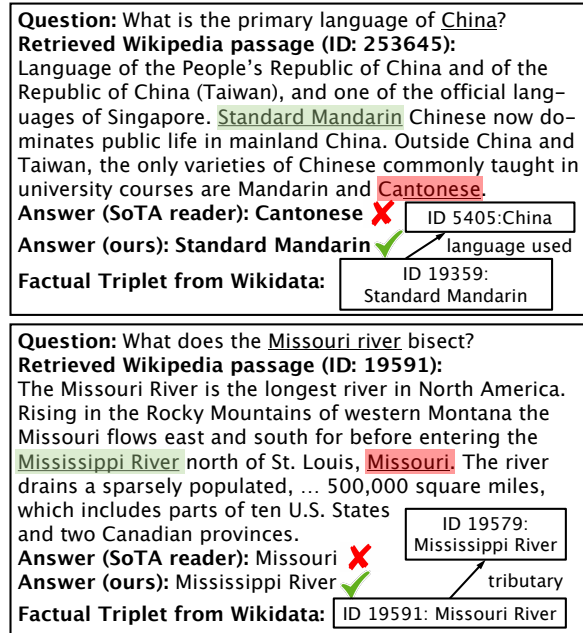 Question: What is the primary language of China?
Retrieved Wikipedia passage (ID: 253645):
Language of the People's Republic of China and of the
Republic of China (Taiwan), and one of the official lang-
uages of Singapore. Standard Mandarin Chinese now do-
minates public life in mainland China. Outside China and
Taiwan, the only varieties of Chinese commonly taught in
university courses are Mandarin and Cantonese.
Answer (SoTA reader): Cantonese
ID 5405:China
Answer (ours): Standard Mandarin
language used
Factual Triplet from Wikidata:
ID 19359:
Standard Mandarin
Question: What does the Missouri river bisect?
Retrieved Wikipedia passage (ID: 19591):
The Missouri River is the longest river in North America.
Rising in the Rocky Mountains of western Montana the
Missouri flows east and south for before entering the
Mississippi River north of St. Louis, Missouri. The river
drains a sparsely populated, ... 500,000 square miles,
which includes parts of ten U.S. States
and two Canadian provinces.
ID 19579:
Mississippi River
Answer (SoTA reader): Missouri
Answer (ours): Mississippi River
tributary
Factual Triplet from Wikidata:
ID 19591: Missouri River